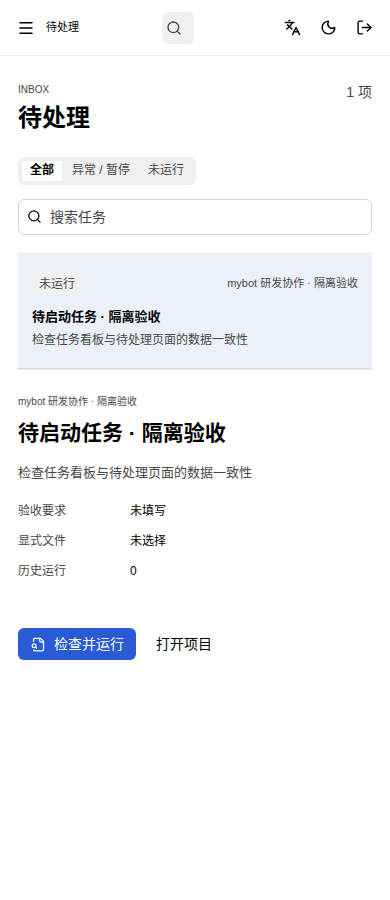 待处理
INBOX
1 项
待处理
全部 异常 / 暂停 未运行
搜索任务
未运行 mybot 研发协作 · 隔离验收
待启动任务 · 隔离验收
检查任务看板与待处理页面的数据一致性
mybot 研发协作 · 隔离验收
待启动任务 · 隔离验收
检查任务看板与待处理页面的数据一致性
验收要求 未填写
显式文件 未选择
历史运行 0
检查并运行 打开项目